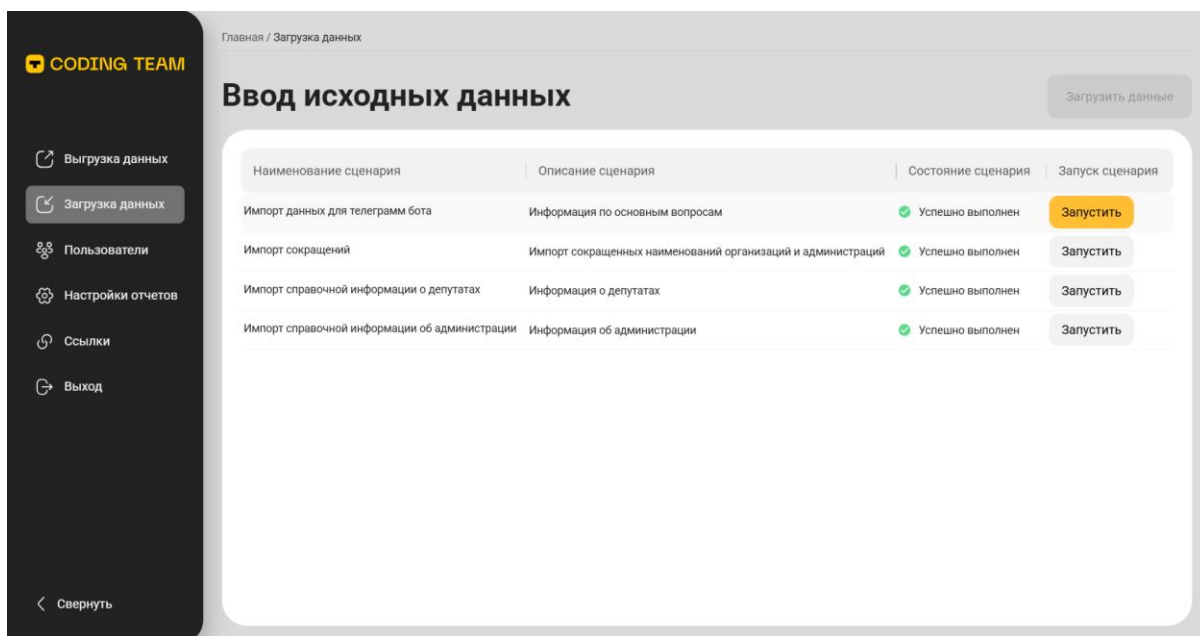 CODING TEAM
Выгрузка данных
Загрузка данных
Пользователи
Настройки отчетов
Ссылки
Выход
Свернуть
Главная / Загрузка данных
Ввод исходных данных
Загрузить данные
Наименование сценария Описание сценария Состояние сценария Запуск сценария
Импорт данных для телеграмм бота Информация по основным вопросам Успешно выполнен Запустить
Импорт сокращений Импорт сокращенных наименований организаций и администраций Успешно выполнен Запустить
Импорт справочной информации о депутатах Информация о депутатах Успешно выполнен Запустить
Импорт справочной информации об администрации Информация об администрации Успешно выполнен Запустить